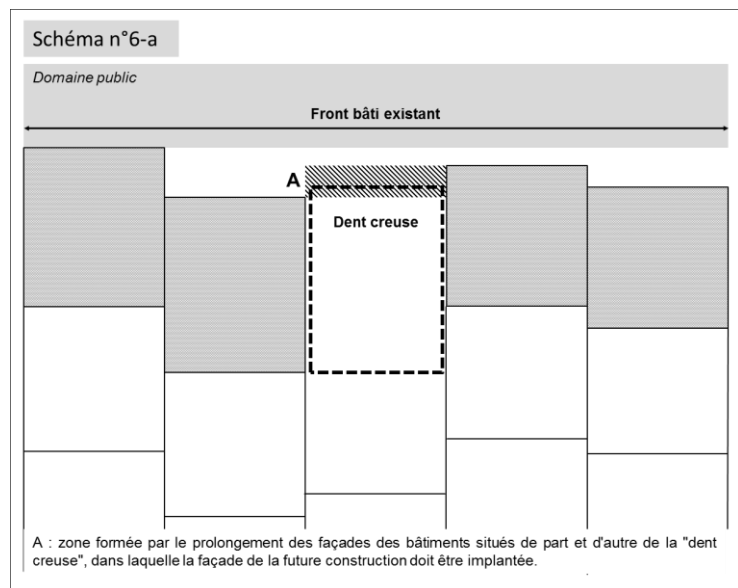 Schéma n°6-a
Domaine public
Front bâti existant
A
Dent creuse
A : zone formée par le prolongement des façades des bâtiments situés de part et d'autre de la "dent
creuse", dans laquelle la façade de la future construction doit être implantée.